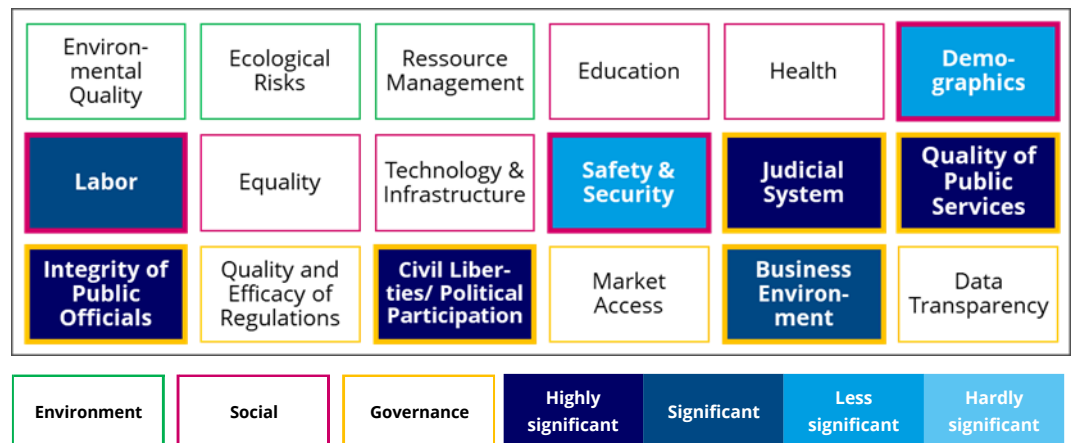 Environ-
mental
Quality
Ecological
Risks
Ressource
Management
Education
Health
Demo-
graphics
Labor
Equality
Technology &
Infrastructure
Safety &
Security
Judicial
System
Quality of
Public
Services
Integrity of
Public
Officials
Quality and
Efficacy of
Regulations
Civil Liber-
ties/ Political
Participation
Market
Access
Business
Environ-
ment
Data
Transparency
Environment
Social
Governance
Highly
significant
Significant
Less
significant
Hardly
significant